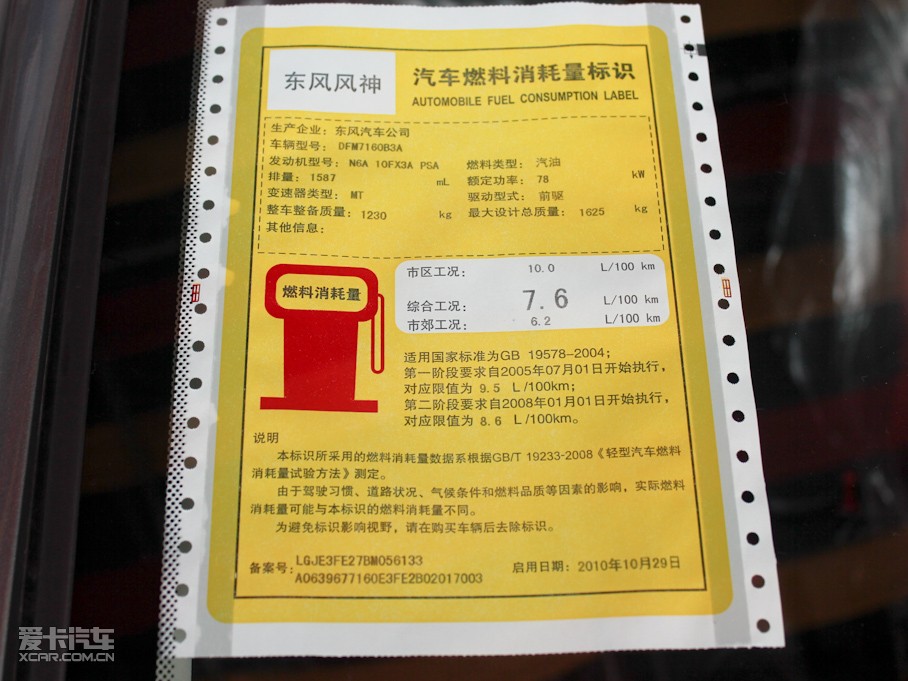 东风风神
汽车燃料消耗量标识
AUTOMOBILE FUEL CONSUMPTION LABEL
生产企业: 东风汽车公司
车辆型号: DFM7160B3A
发动机型号: N6A 10FX3A PSA 燃料类型: 汽油
排量: 1587 mL 额定功率: 78 kW
变速器类型: MT 驱动型式: 前驱
整车整备质量: 1230 kg 最大设计总质量: 1625 kg
其他信息:
燃料消耗量
市区工况: 10.0 L/100 km
综合工况: 7.6 L/100 km
市郊工况: 6.2 L/100 km
适用国家标准为GB 19578-2004;
第一阶段要求自2005年07月01日开始执行,
对应限值为 9.5 L/100km;
第二阶段要求自2008年01月01日开始执行,
对应限值为 8.6 L/100km。
说明
本标识所采用的燃料消耗量数据系根据GB/T 19233-2008《轻型汽车燃料
消耗量试验方法》测定。
由于驾驶习惯、道路状况、气候条件和燃料品质等因素的影响,实际燃料
消耗量可能与本标识的燃料消耗量不同。
为避免标识影响视野,请在购买车辆后去除标识。
备案号: LGJE3FE27BM056133
A0639677160E3FE2B02017003
启用日期: 2010年10月29日
爱卡汽车
XCAR.COM.CN